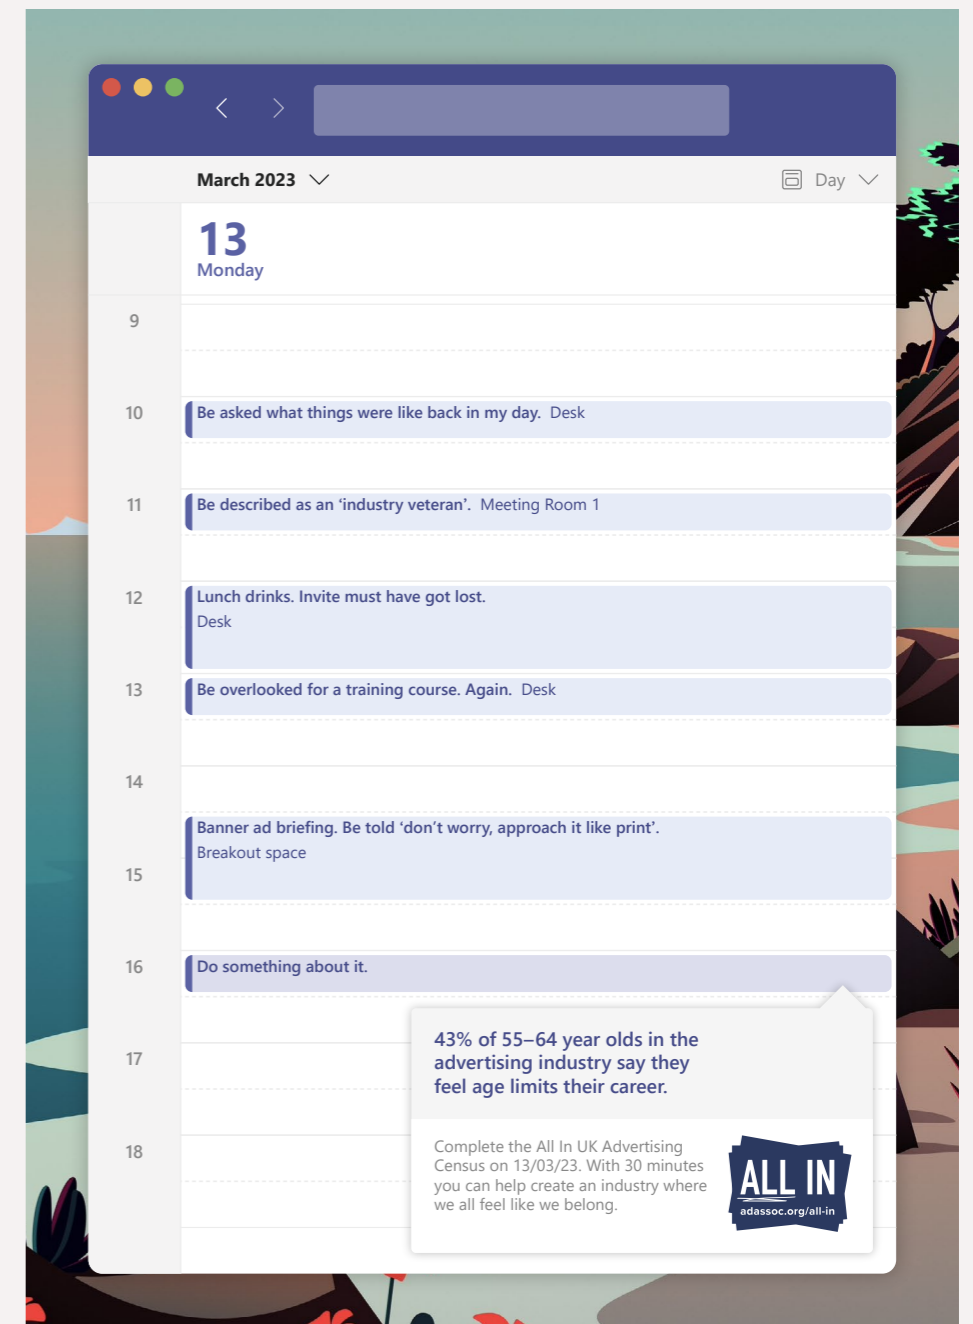 March 2023
Day
13
Monday
9
10
Be asked what things were like back in my day. Desk
11
Be described as an ‘industry veteran’. Meeting Room 1
12
Lunch drinks. Invite must have got lost.
Desk
13
Be overlooked for a training course. Again. Desk
14
Banner ad briefing. Be told ‘don’t worry, approach it like print’.
Breakout space
15
16
Do something about it.
17
18
43% of 55–64 year olds in the
advertising industry say they
feel age limits their career.
Complete the All In UK Advertising
Census on 13/03/23. With 30 minutes
you can help create an industry where
we all feel like we belong.
ALL IN
adassoc.org/all-in